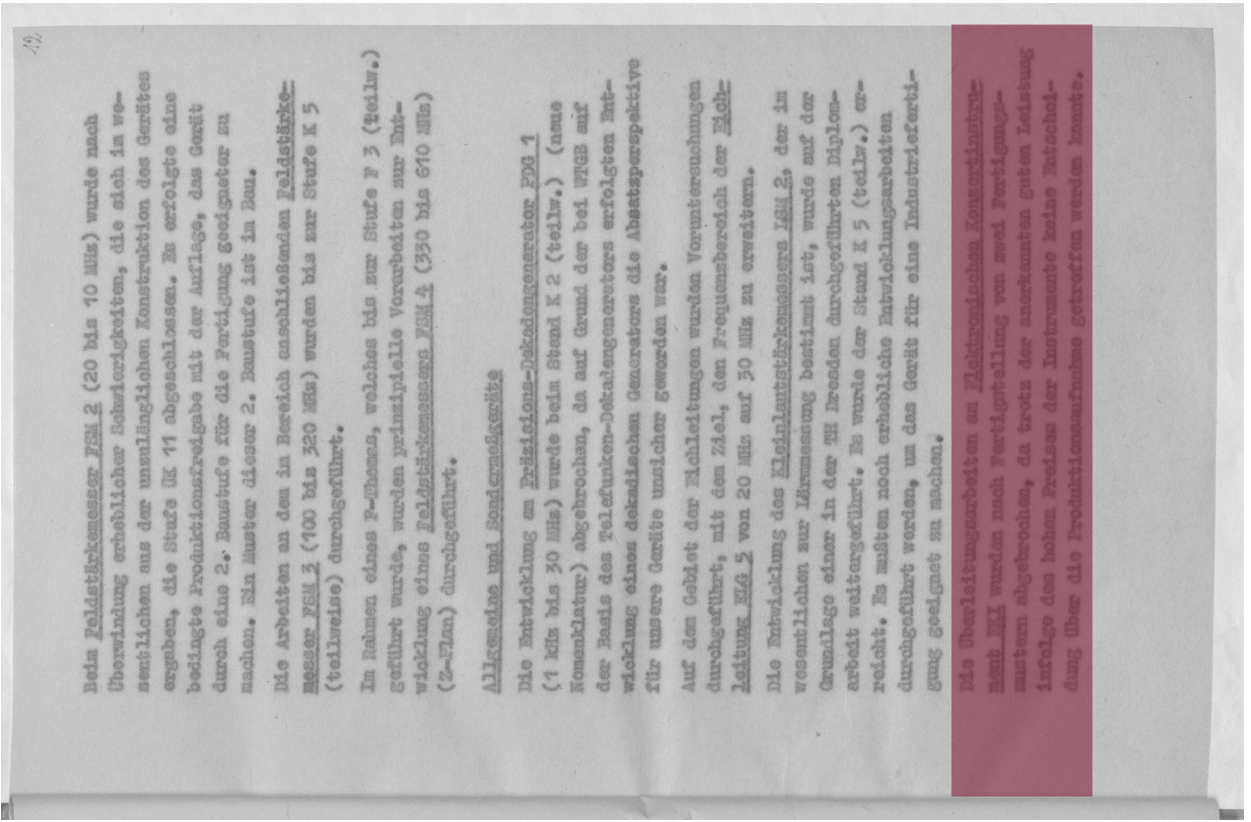 12
Beim Feldstärkemesser FSM 2 (20 bis 10 MHz) wurde nach
Überwindung erheblicher Schwierigkeiten, die sich im we-
sentlichen aus der unzulänglichen Konstruktion des Gerätes
ergaben, die Stufe ÜK 11 abgeschlossen. Es erfolgte eine
bedingte Produktionsfreigabe mit der Auflage, das Gerät
durch eine 2. Baustufe für die Fertigung geeigneter zu
machen. Ein Muster dieser 2. Baustufe ist im Bau.
Die Arbeiten an dem im Bereich anschließenden Feldstärke-
messer FSM 3 (100 bis 320 MHz) wurden bis zur Stufe K 5
(teilweise) durchgeführt.
Im Rahmen eines F-Thema, welches bis zur Stufe F 3 (teilw.)
geführt wurde, wurden prinzipielle Vorarbeiten zur Ent-
wicklung eines Feldstärkemessers FSM 4 (330 bis 610 MHz)
(Z-Plan) durchgeführt.
Allgemeine und Sondermeßgeräte
Die Entwicklung am Präzisions-Dekadengenerator PDG 1
(1 kHz bis 30 MHz) wurde beim Stand K 2 (teilw.) (neue
Nomenklatur) abgebrochen, da auf Grund der bei WTGB auf
der Basis des Telefunken-Dekadengenerators erfolgten Ent-
wicklung eines dekadischen Generators die Absatzperspektive
für unsere Geräte unsicher geworden war.
Auf dem Gebiet der Eichleitungen wurden Voruntersuchungen
durchgeführt, mit dem Ziel, den Frequenzbereich der Eich-
leitung ELG 5 von 20 MHz auf 30 MHz zu erweitern.
Die Entwicklung des Kleinlautstärkemessers LSM 2, der im
wesentlichen zur Lärmmessung bestimmt ist, wurde auf der
Grundlage einer in der TH Dresden durchgeführten Diplom-
arbeit weitergeführt. Es wurde der Stand K 5 (teilw.) er-
reicht. Es mußten noch erhebliche Entwicklungsarbeiten
durchgeführt werden, um das Gerät für eine Industrieferti-
gung geeignet zu machen.
Die Überleitungsarbeiten am Elektronischen Konzertinstru-
ment EKI wurden nach Fertigstellung von zwei Fertigungs-
mustern abgebrochen, da trotz der anerkannten guten Leistung
infolge des hohen Preises der Instrumente keine Entschei-
dung über die Produktionsaufnahme getroffen werden konnte.